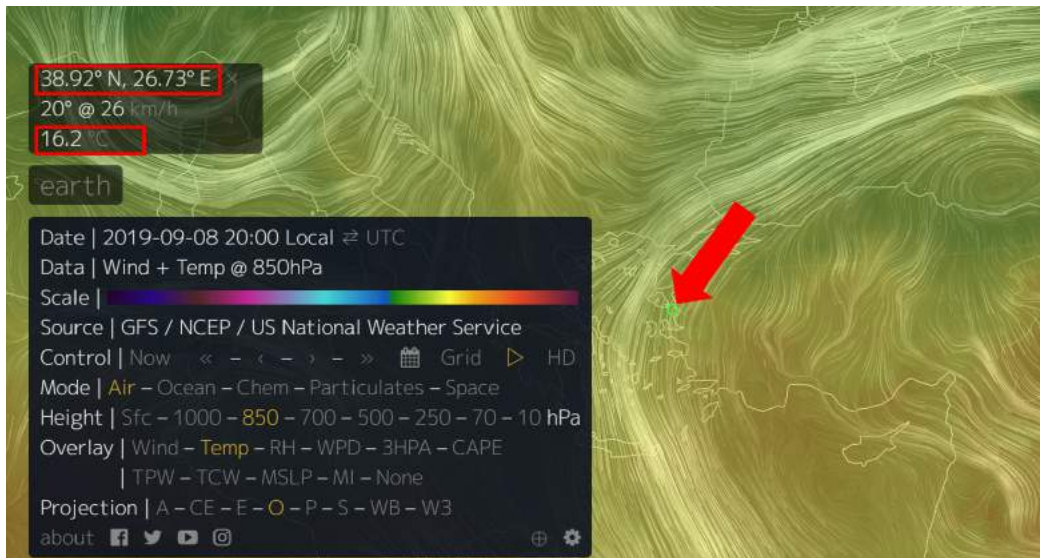 38.92° N, 26.73° E ×
20° @ 26 km/h
16.2 °C
earth
Date | 2019-09-08 20:00 Local ⇄ UTC
Data | Wind + Temp @ 850hPa
Scale |
Source | GFS / NCEP / US National Weather Service
Control | Now « – ‹ – › – » Grid ▷ HD
Mode | Air – Ocean – Chem – Particulates – Space
Height | Sfc – 1000 – 850 – 700 – 500 – 250 – 70 – 10 hPa
Overlay | Wind – Temp – RH – WPD – 3HPA – CAPE
| TPW – TCW – MSLP – MI – None
Projection | A – CE – E – O – P – S – WB – W3
about